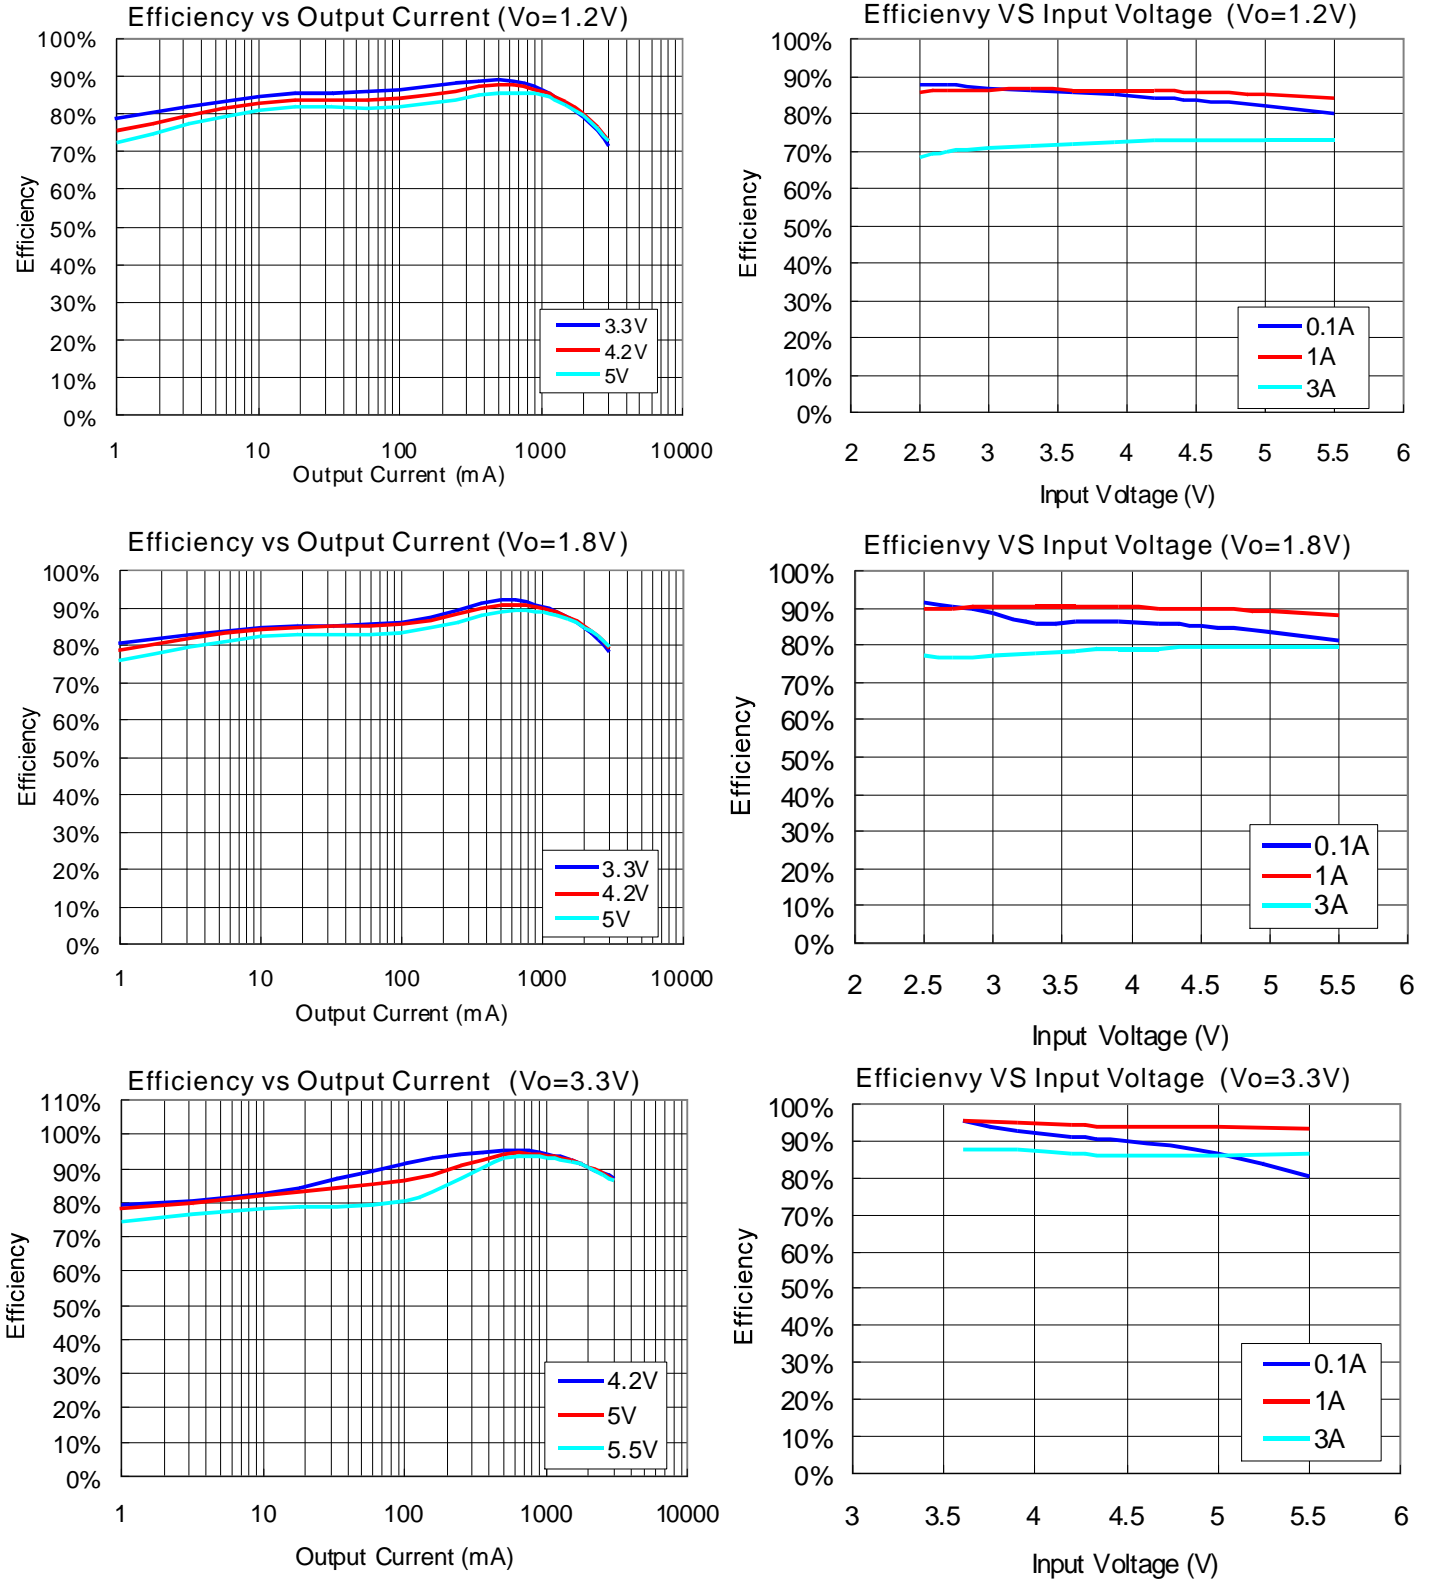 Efficiency vs Output Current (Vo=1.2V)
100%
90%
80%
70%
60%
50%
40%
30%
20%
10%
0%
Efficiency
3.3V
4.2V
5V
1 10 100 1000 10000
Output Current (mA)
Efficienvy VS Input Voltage (Vo=1.2V)
100%
90%
80%
70%
60%
50%
40%
30%
20%
10%
0%
Efficiency
0.1A
1A
3A
2 2.5 3 3.5 4 4.5 5 5.5 6
Input Voltage (V)
Efficiency vs Output Current (Vo=1.8V)
100%
90%
80%
70%
60%
50%
40%
30%
20%
10%
0%
Efficiency
3.3V
4.2V
5V
1 10 100 1000 10000
Output Current (mA)
Efficienvy VS Input Voltage (Vo=1.8V)
100%
90%
80%
70%
60%
50%
40%
30%
20%
10%
0%
Efficiency
0.1A
1A
3A
2 2.5 3 3.5 4 4.5 5 5.5 6
Input Voltage (V)
Efficiency vs Output Current (Vo=3.3V)
110%
100%
90%
80%
70%
60%
50%
40%
30%
20%
10%
0%
Efficiency
4.2V
5V
5.5V
1 10 100 1000 10000
Output Current (mA)
Efficienvy VS Input Voltage (Vo=3.3V)
100%
90%
80%
70%
60%
50%
40%
30%
20%
10%
0%
Efficiency
0.1A
1A
3A
3 3.5 4 4.5 5 5.5 6
Input Voltage (V)